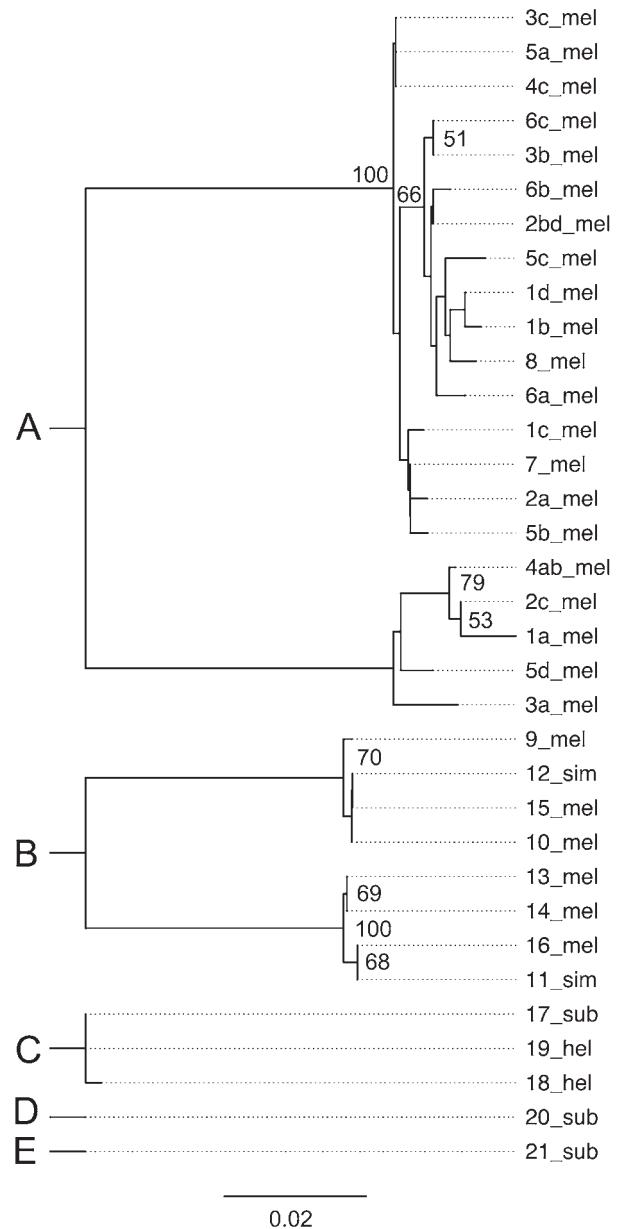 3c_mel
5a_mel
4c_mel
6c_mel
51
3b_mel
100
66
6b_mel
2bd_mel
5c_mel
1d_mel
1b_mel
8_mel
6a_mel
A
1c_mel
7_mel
2a_mel
5b_mel
4ab_mel
79
2c_mel
53
1a_mel
5d_mel
3a_mel
9_mel
70
12_sim
15_mel
B
10_mel
13_mel
69
14_mel
100
16_mel
68
11_sim
17_sub
C
19_hel
18_hel
D
20_sub
E
21_sub
0.02